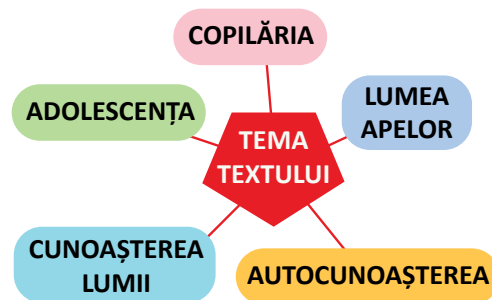 COPILĂRIA
ADOLESCENȚA
LUMEA
APELOR
TEMA
TEXTULUI
CUNOAȘTEREA
LUMII
AUTOCUNOAȘTEREA